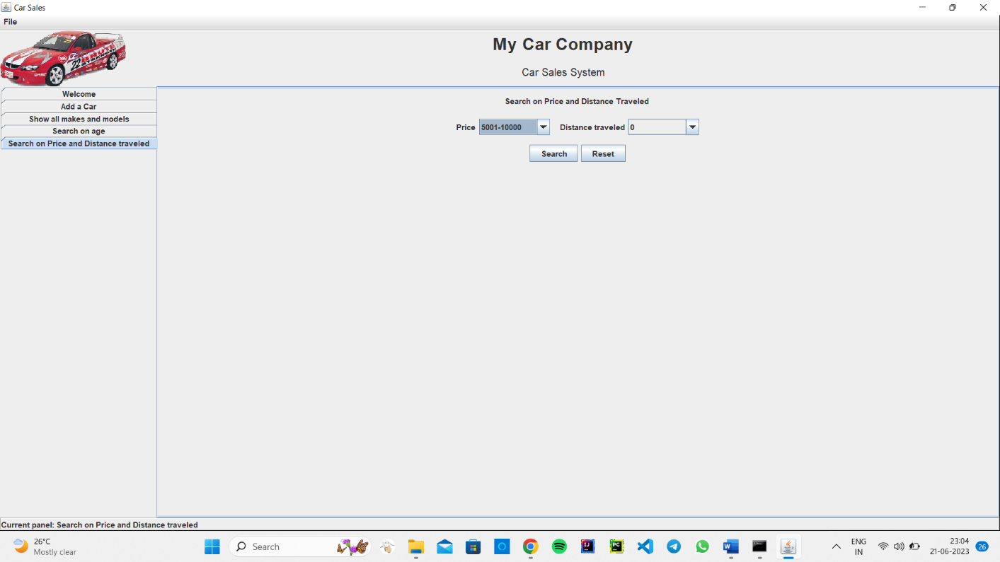 Car Sales
File
My Car Company
Car Sales System
22
Welcome
Add a Car
Show all makes and models
Search on age
Search on Price and Distance traveled
Search on Price and Distance Traveled
Price 5001-10000 Distance traveled 0
Search Reset
Current panel: Search on Price and Distance traveled
26°C
Mostly clear
Search
ENG
IN
23:04
21-06-2023
26